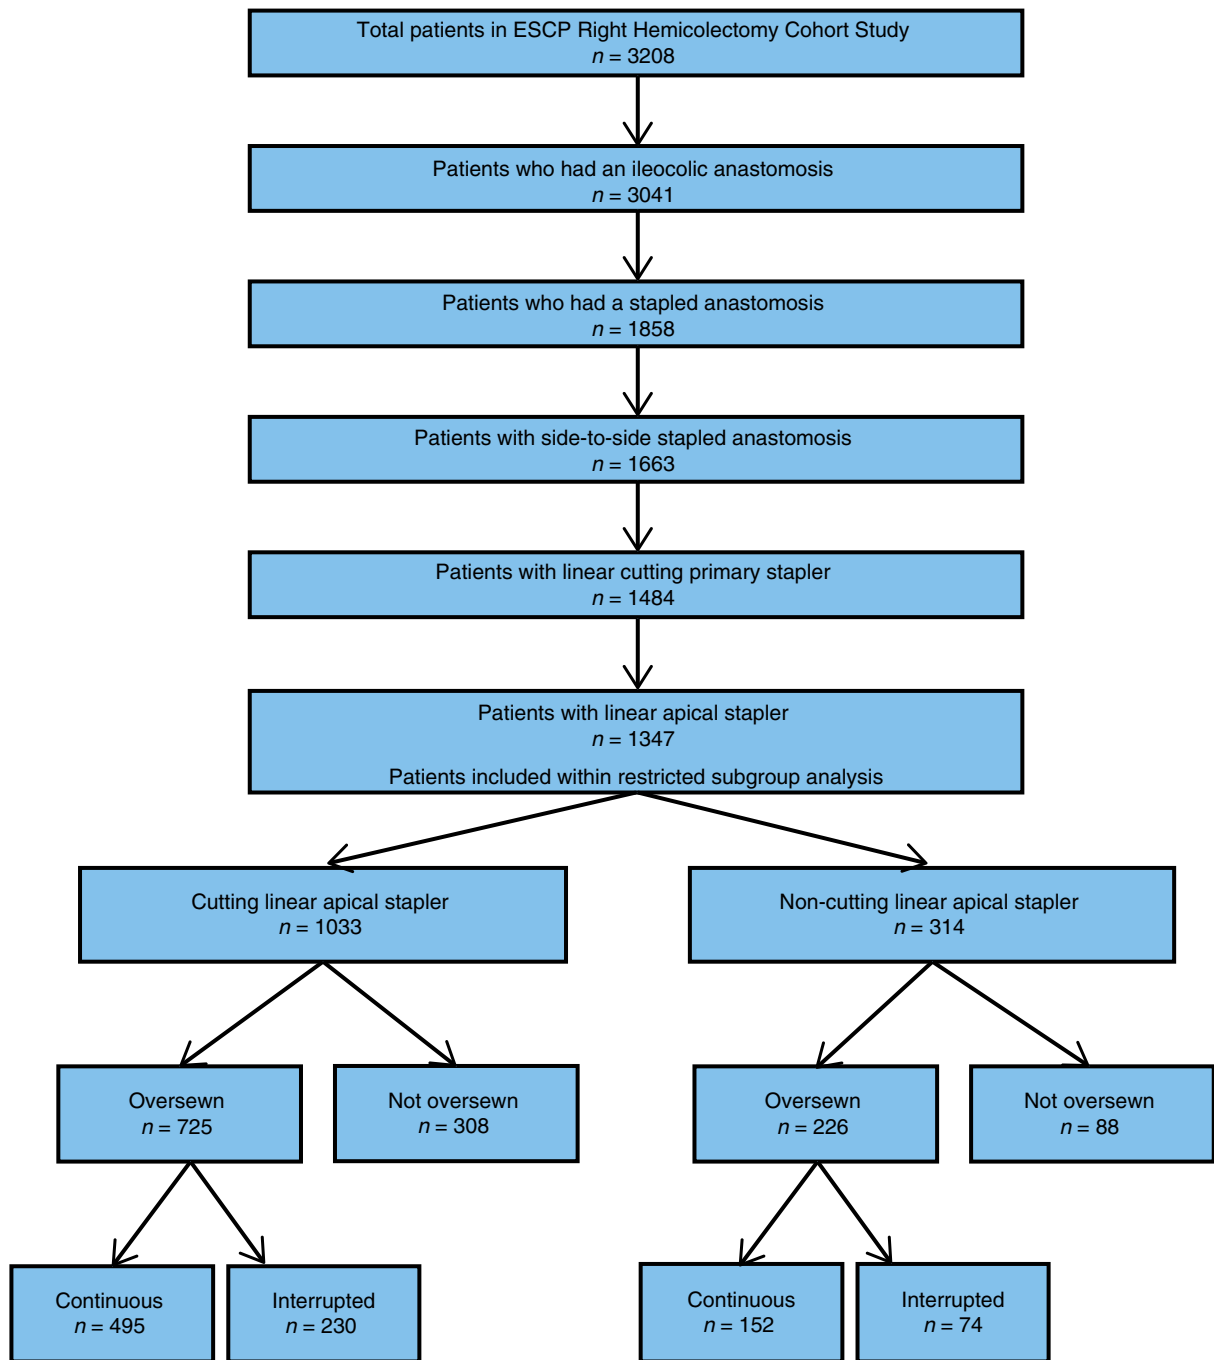 Total patients in ESCP Right Hemicolectomy Cohort Study
n = 3208
Patients who had an ileocolic anastomosis
n = 3041
Patients who had a stapled anastomosis
n = 1858
Patients with side-to-side stapled anastomosis
n = 1663
Patients with linear cutting primary stapler
n = 1484
Patients with linear apical stapler
n = 1347
Patients included within restricted subgroup analysis
Cutting linear apical stapler
n = 1033
Non-cutting linear apical stapler
n = 314
Oversewn
n = 725
Not oversewn
n = 308
Oversewn
n = 226
Not oversewn
n = 88
Continuous
n = 495
Interrupted
n = 230
Continuous
n = 152
Interrupted
n = 74